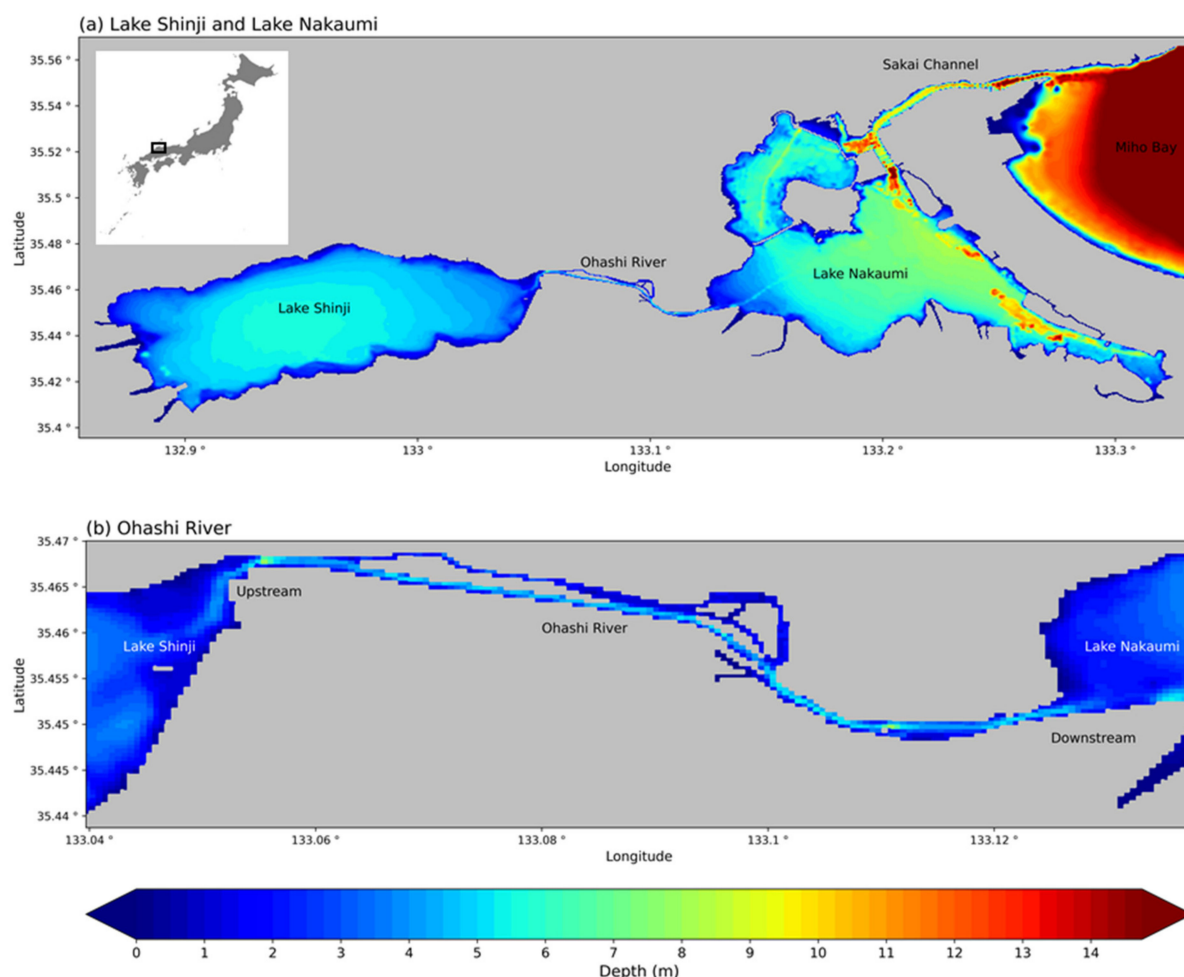 (a) Lake Shinji and Lake Nakaumi
35.56 °
35.54 °
35.52 °
35.5 °
35.48 °
35.46 °
35.44 °
35.42 °
35.4 °
Latitude
Sakai Channel
Miho Bay
Ohashi River
Lake Nakaumi
Lake Shinji
132.9 ° 133 ° 133.1 ° 133.2 ° 133.3 °
Longitude
(b) Ohashi River
35.47 °
35.465 °
35.46 °
35.455 °
35.45 °
35.445 °
35.44 °
Latitude
Upstream
Ohashi River
Lake Shinji
Lake Nakaumi
Downstream
133.04 ° 133.06 ° 133.08 ° 133.1 ° 133.12 °
Longitude
0 1 2 3 4 5 6 7 8 9 10 11 12 13 14
Depth (m)